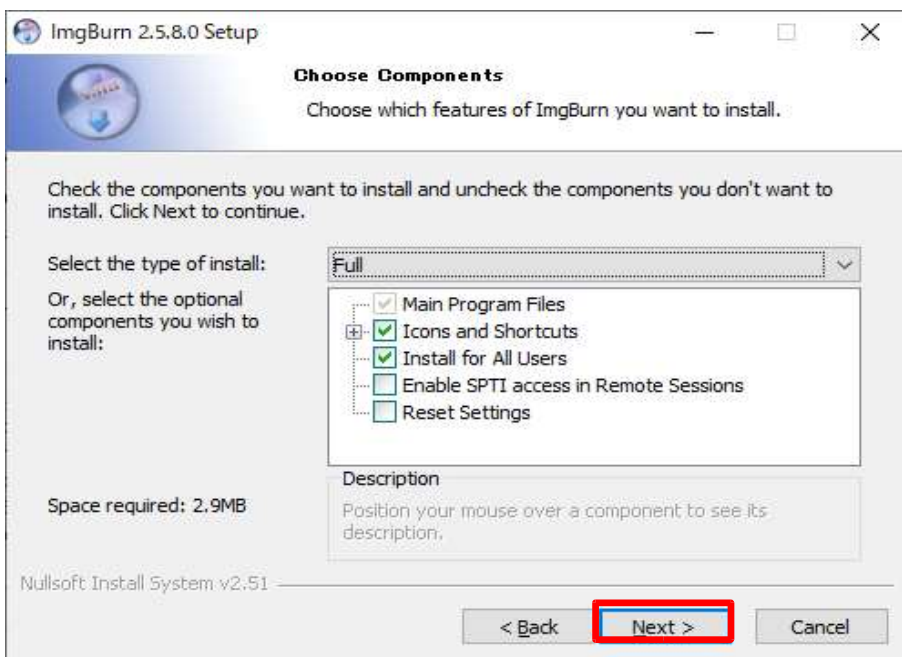 ImgBurn 2.5.8.0 Setup
Choose Components
Choose which features of ImgBurn you want to install.
Check the components you want to install and uncheck the components you don't want to
install. Click Next to continue.
Select the type of install:
Full
Or, select the optional
components you wish to
install:
Main Program Files
Icons and Shortcuts
Install for All Users
Enable SPTI access in Remote Sessions
Reset Settings
Space required: 2.9MB
Description
Position your mouse over a component to see its
description.
Nullsoft Install System v2.51
< Back
Next >
Cancel